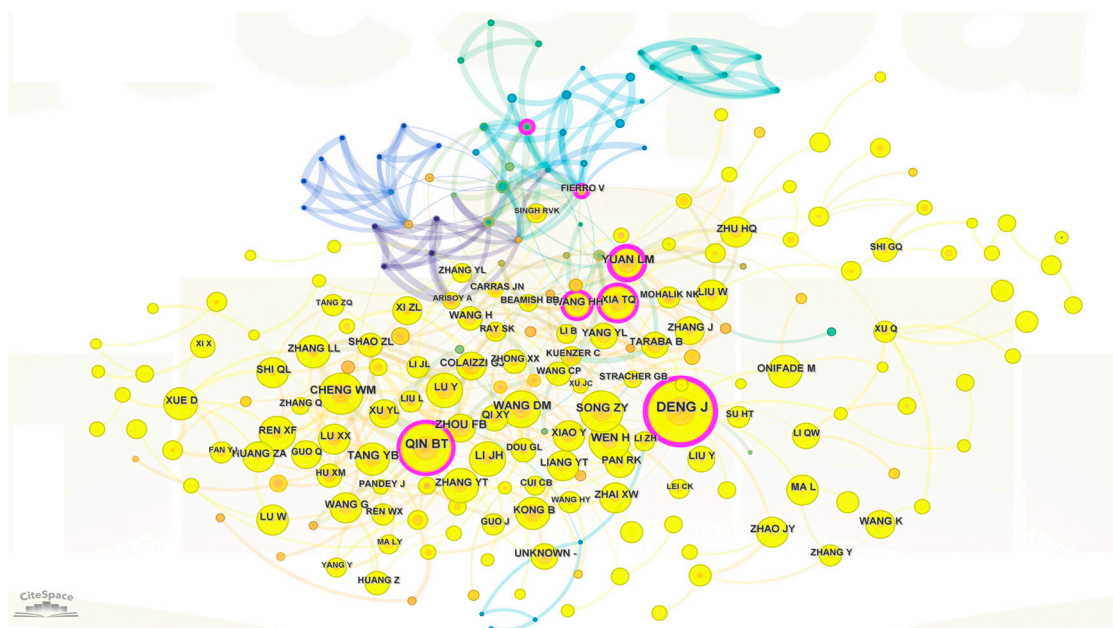 FIERRO V
SINGH RVK
ZHU HQ
SHI GQ
YUAN LM
ZHANG YL
CARRAS JN
ARISOY A
BEAMISH BB
WANG HH
XIA TQ
MOHALIK NK
LIU W
TANG ZQ
XI ZL
WANG H
RAY SK
LI B
YANG YL
ZHANG J
XU Q
XI X
ZHANG LL
SHAO ZL
TARABA B
KUENZER C
ZHONG XX
COLAIZZI GJ
LI JL
SHI QL
WANG CP
STRACHER GB
ONIFADE M
XU JC
CHENG WM
LU Y
LIU L
XUE D
ZHANG Q
XU YL
QI XY
WANG DM
SONG ZY
DENG J
SU HT
ZHOU FB
REN XF
LU XX
QIN BT
XIAO Y
WEN H
LI ZH
LI QW
FAN YJ
HUANG ZA
GUO Q
TANG YB
LI JH
DOU GL
LIANG YT
PAN RK
LIU Y
HU XM
PANDEY J
ZHANG YT
CUI CB
LEI CK
MA L
WANG G
REN WX
WANG HY
ZHAI XW
LU W
GUO J
KONG B
ZHAO JY
WANG K
MA LY
UNKNOWN -
ZHANG Y
YANG Y
HUANG Z
CiteSpace